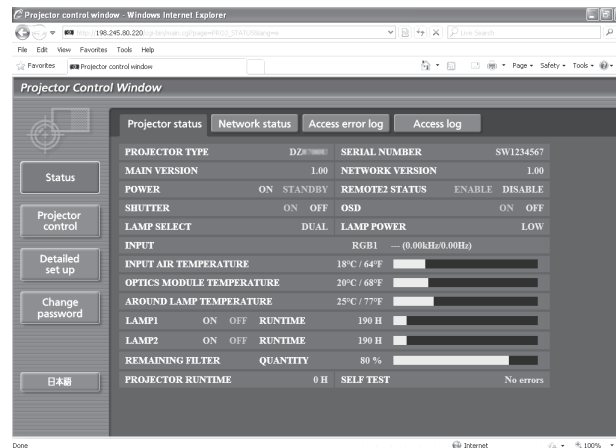 Projector control window - Windows Internet Explorer
http://198.245.80.220/
Live Search
File Edit View Favorites Tools Help
Favorites Projector control window Page Safety Tools
Projector Control Window
Projector status Network status Access error log Access log
Status
Projector control
Detailed set up
Change password
日本語
PROJECTOR TYPE DZ SERIAL NUMBER SW1234567
MAIN VERSION 1.00 NETWORK VERSION 1.00
POWER ON STANDBY REMOTE2 STATUS ENABLE DISABLE
SHUTTER ON OFF OSD ON OFF
LAMP SELECT DUAL LAMP POWER LOW
INPUT RGB1 — (0.00kHz/0.00Hz)
INPUT AIR TEMPERATURE 18°C / 64°F
OPTICS MODULE TEMPERATURE 20°C / 68°F
AROUND LAMP TEMPERATURE 25°C / 77°F
LAMP1 ON OFF RUNTIME 190 H
LAMP2 ON OFF RUNTIME 190 H
REMAINING FILTER QUANTITY 80 %
PROJECTOR RUNTIME 0 H SELF TEST No errors
Done Internet 100%